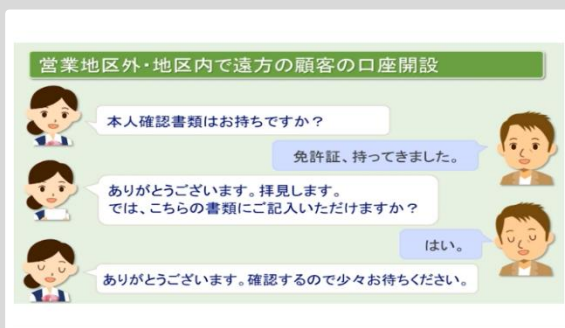 営業地区外・地区内で遠方の顧客の口座開設
本人確認書類はお持ちですか？
免許証、持ってきました。
ありがとうございます。拝見します。
では、こちらの書類にご記入いただけますか？
はい。
ありがとうございます。確認するので少々お待ちください。